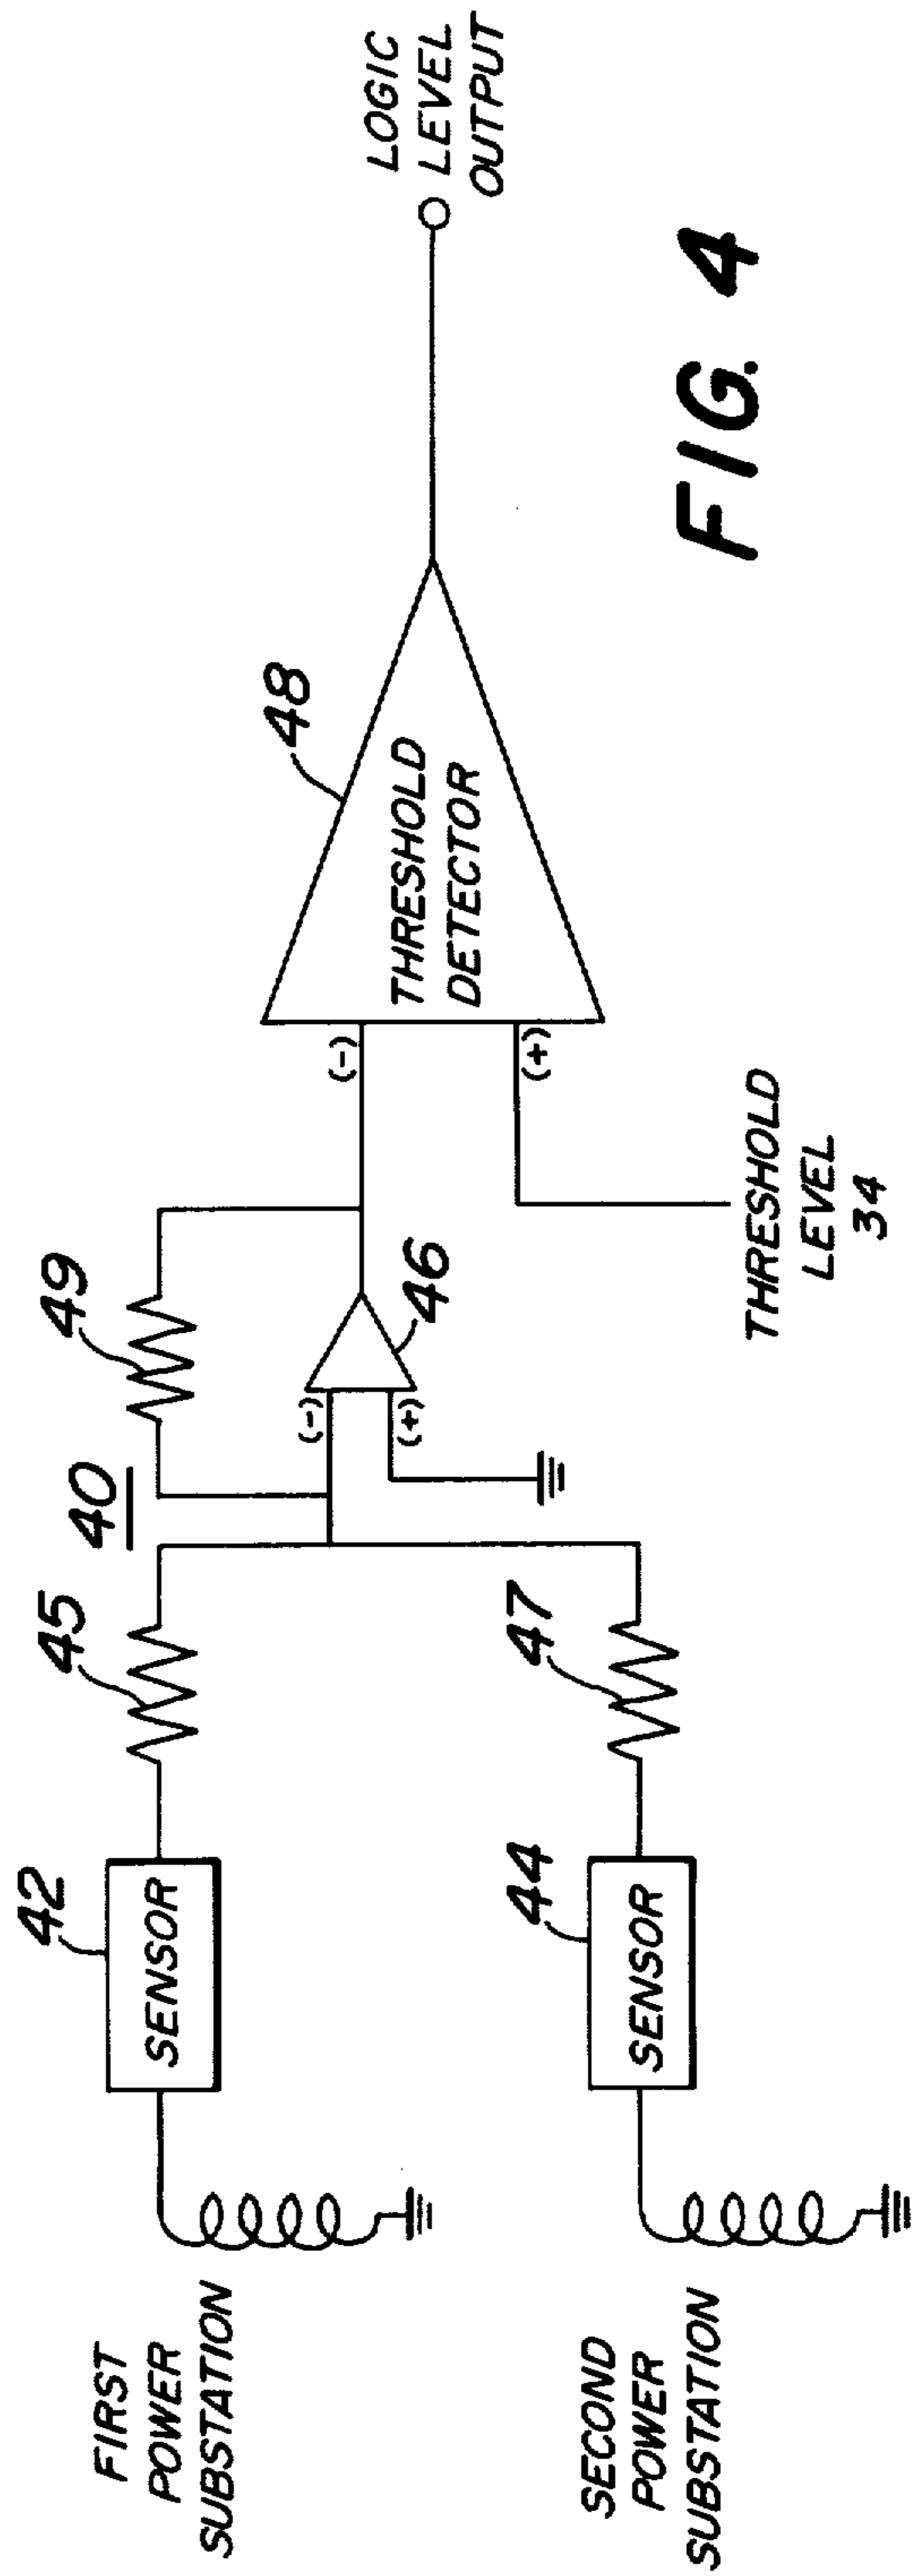 FIRST
POWER
SUBSTATION
42
SENSOR
45
40
49
(-)
(+)
46
SECOND
POWER
SUBSTATION
44
SENSOR
47
(-)
(+)
48
THRESHOLD
DETECTOR
THRESHOLD
LEVEL
34
LOGIC
LEVEL
OUTPUT
FIG. 4